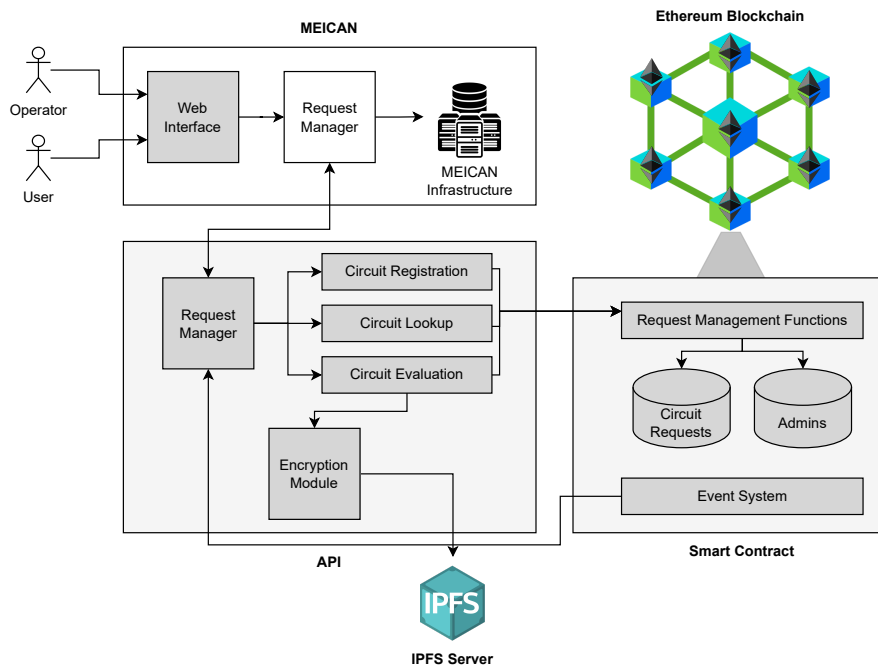 MEICAN
Ethereum Blockchain
Operator
User
Web
Interface
Request
Manager
MEICAN
Infrastructure
Request
Manager
Circuit Registration
Circuit Lookup
Circuit Evaluation
Encryption
Module
Request Management Functions
Circuit
Requests
Admins
Event System
API
Smart Contract
IPFS
IPFS Server